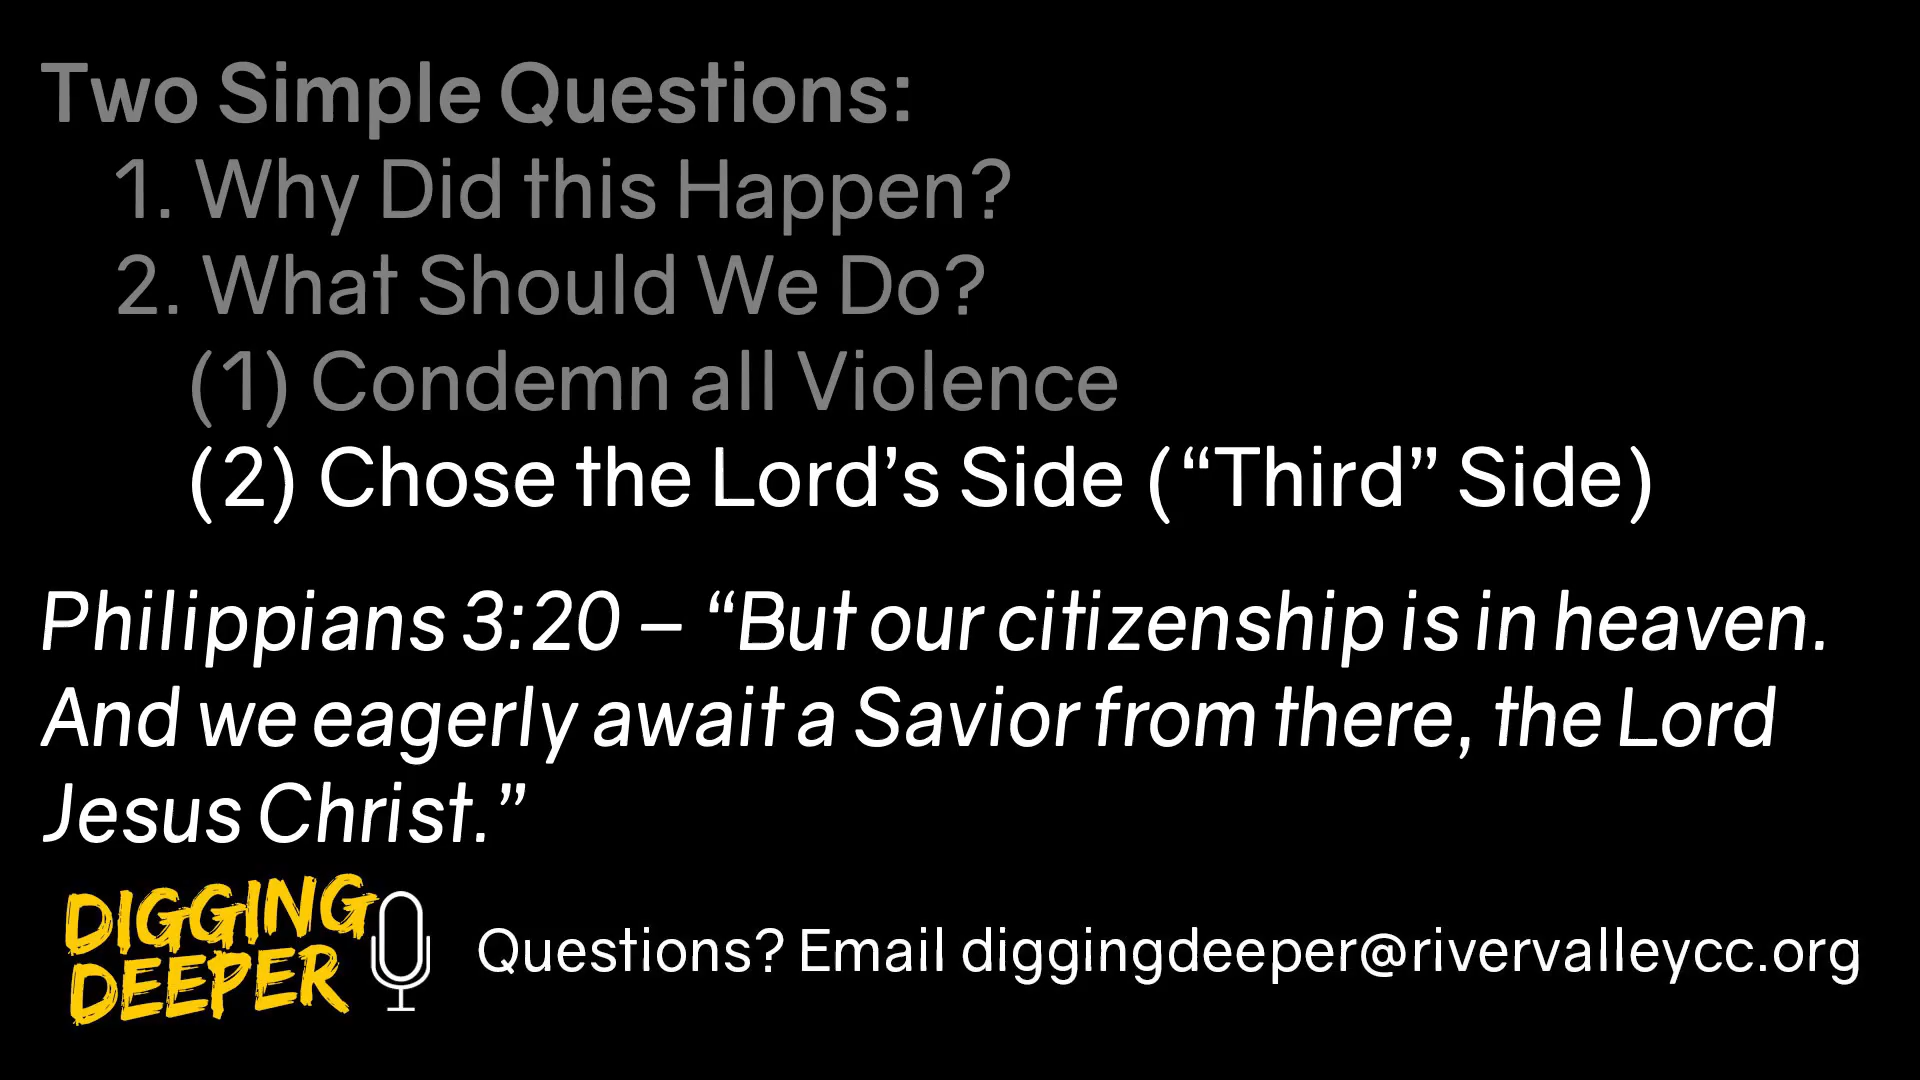 Two Simple Questions:
1. Why Did this Happen?
2. What Should We Do?
(1) Condemn all Violence
(2) Chose the Lord’s Side (“Third” Side)
Philippians 3:20 – “But our citizenship is in heaven.
And we eagerly await a Savior from there, the Lord
Jesus Christ.”
DIGGING
DEEPER
Questions? Email diggingdeeper@rivervalleycc.org